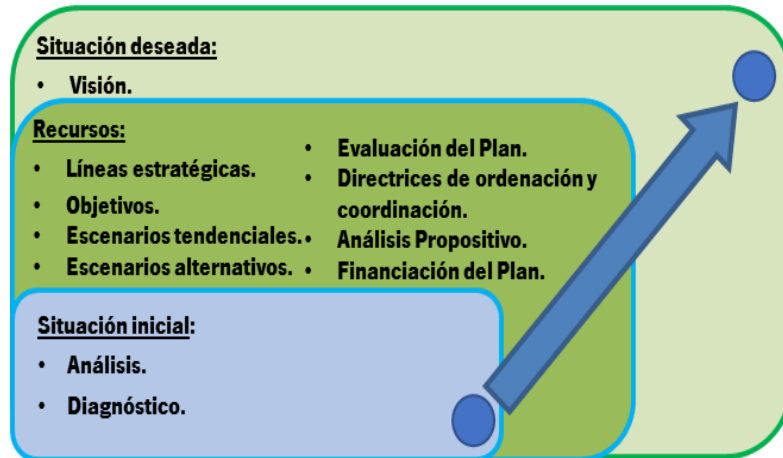 Situación deseada:
• Visión.
Recursos:
• Líneas estratégicas.
• Objetivos.
• Escenarios tendenciales.
• Escenarios alternativos.
• Evaluación del Plan.
• Directrices de ordenación y
coordinación.
• Análisis Propositivo.
• Financiación del Plan.
Situación inicial:
• Análisis.
• Diagnóstico.